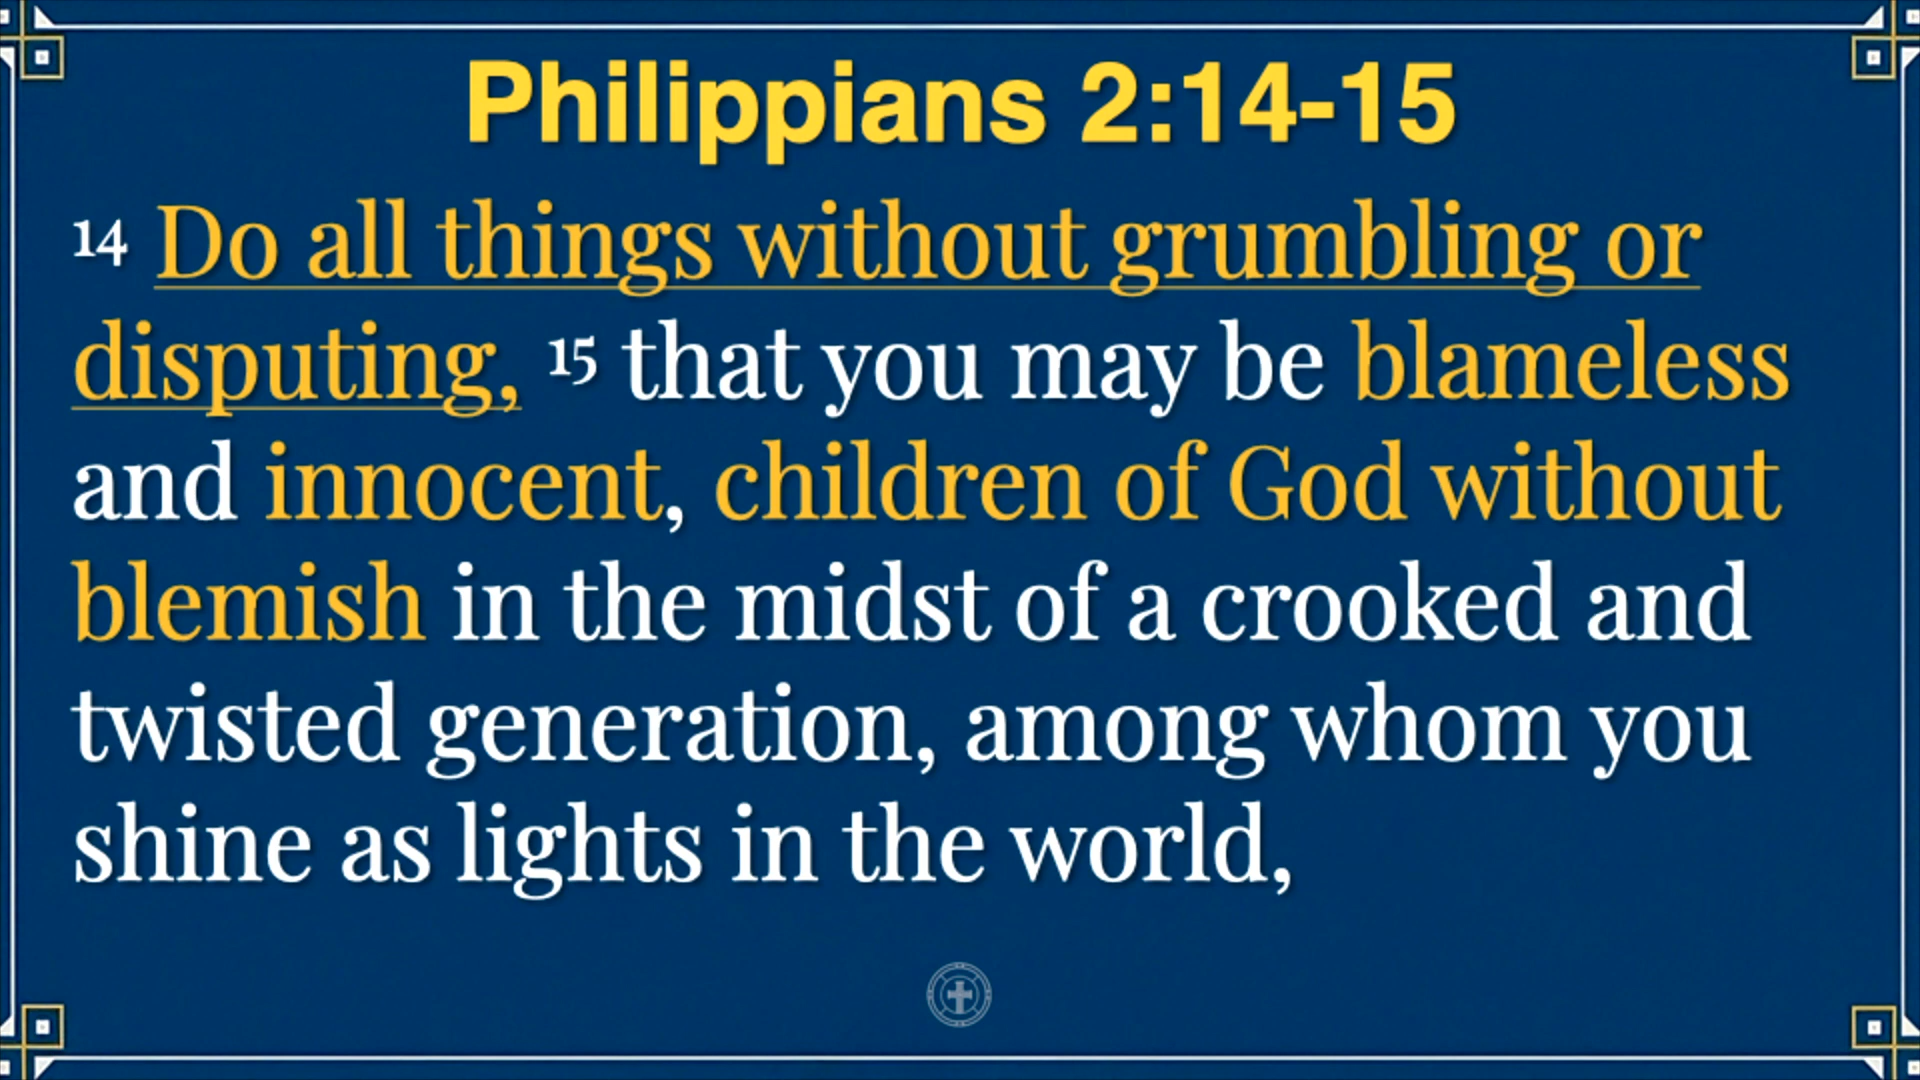 Philippians 2:14-15
14 Do all things without grumbling or
disputing, 15 that you may be blameless
and innocent, children of God without
blemish in the midst of a crooked and
twisted generation, among whom you
shine as lights in the world,